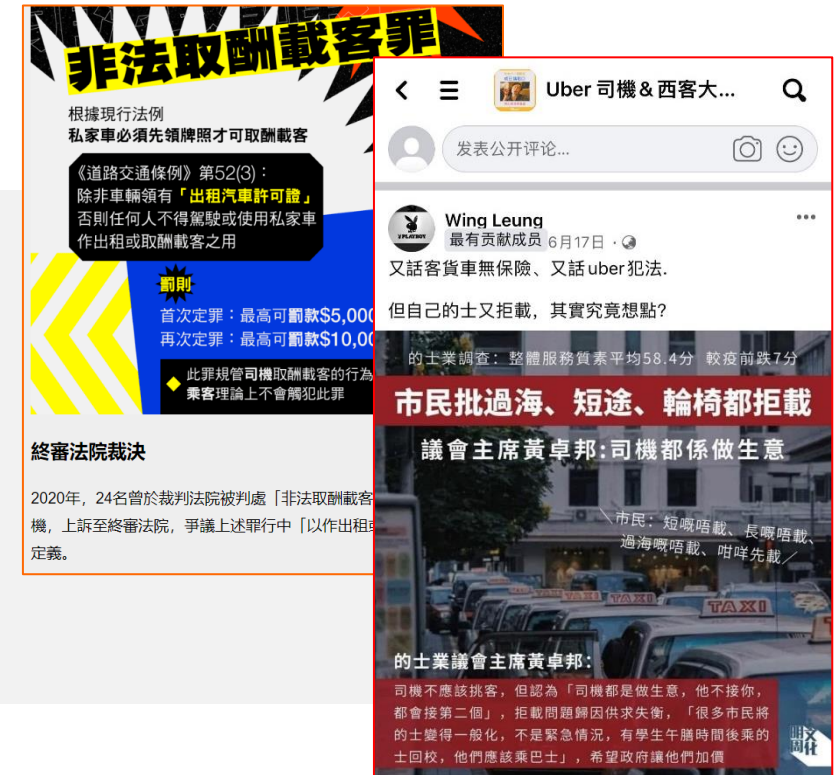 非法取酬載客罪
根據現行法例
私家車必須先領牌照才可取酬載客
《道路交通條例》第52(3)：
除非車輛領有「出租汽車許可證」
否則任何人不得駕駛或使用私家車
作出租或取酬載客之用
罰則
首次定罪：最高可罰款$5,000
再次定罪：最高可罰款$10,00
此罪規管司機取酬載客的行為
乘客理論上不會觸犯此罪
終審法院裁決
2020年，24名曾於裁判法院被判處「非法取酬載客
機，上訴至終審法院，爭議上述罪行中「以作出租或
定義。
Uber 司機＆西客大...
发表公开评论...
Wing Leung
最有贡献成员 6月17日
又話客貨車無保險、又話uber犯法.
但自己的士又拒載，其實究竟想點?
的士業調查：整體服務質素平均58.4分 較疫前跌7分
市民批過海、短途、輪椅都拒載
議會主席黃卓邦:司機都係做生意
市民：短嘅唔載、長嘅唔載、
過海嘅唔載、咁咩先載
TAXI
的士業議會主席黃卓邦：
司機不應該挑客，但認為「司機都是做生意，他不接你，
都會接第二個」，拒載問題歸因供求失衡，「很多市民將
的士變得一般化，不是緊急情況，有學生午膳時間後乘的
士回校，他們應該乘巴士」，希望政府讓他們加價
明周文化